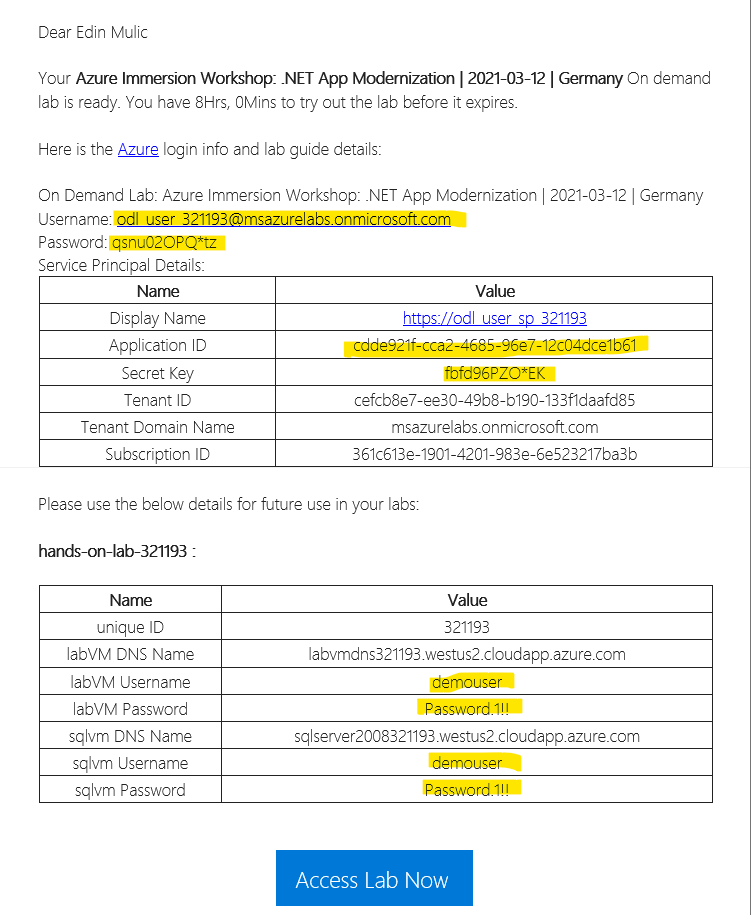 Dear Edin Mulic
Your Azure Immersion Workshop: .NET App Modernization | 2021-03-12 | Germany On demand
lab is ready. You have 8Hrs, 0Mins to try out the lab before it expires.
Here is the Azure login info and lab guide details:
On Demand Lab: Azure Immersion Workshop: .NET App Modernization | 2021-03-12 | Germany
Username: odl_user_321193@msazurelabs.onmicrosoft.com
Password: qsnu02OPQ*tz
Service Principal Details:
Name Value
Display Name https://odl_user_sp_321193
Application ID cdde921f-cca2-4685-96e7-12c04dce1b61
Secret Key fbfd96PZO*EK
Tenant ID cefcb8e7-ee30-49b8-b190-133f1daafd85
Tenant Domain Name msazurelabs.onmicrosoft.com
Subscription ID 361c613e-1901-4201-983e-6e523217ba3b
Please use the below details for future use in your labs:
hands-on-lab-321193 :
Name Value
unique ID 321193
labVM DNS Name labvmdns321193.westus2.cloudapp.azure.com
labVM Username demouser
labVM Password Password.1!!
sqlvm DNS Name sqlserver2008321193.westus2.cloudapp.azure.com
sqlvm Username demouser
sqlvm Password Password.1!!
Access Lab Now